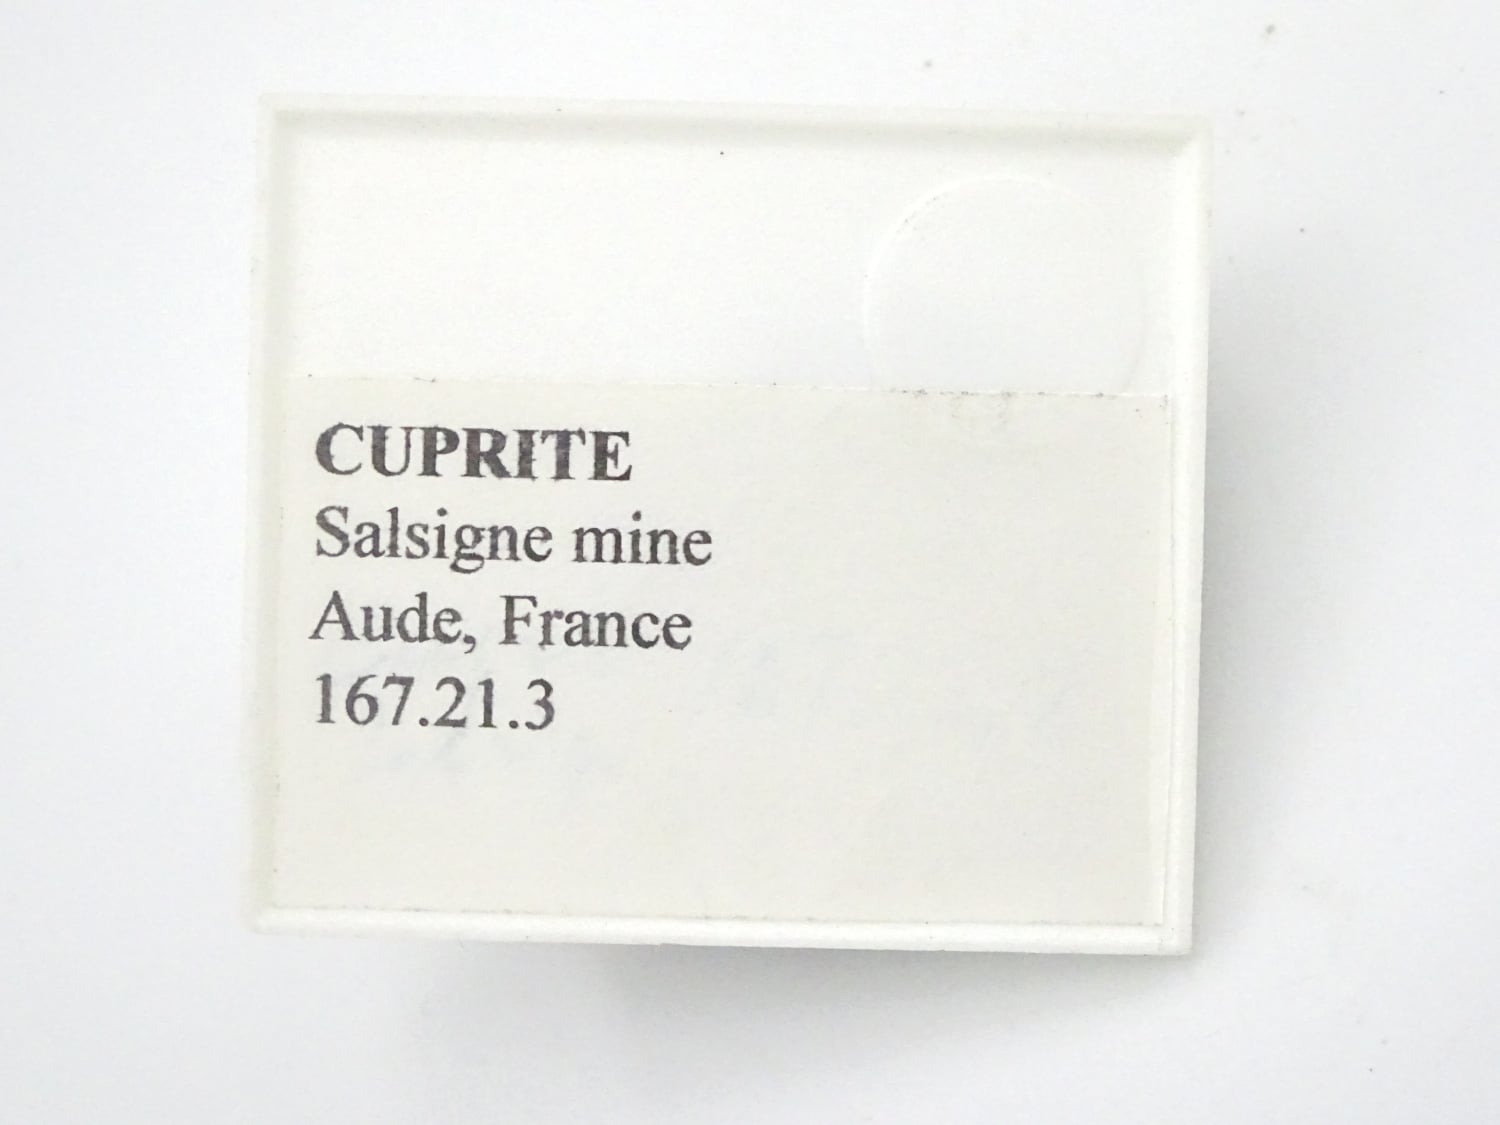 CUPRITE
Salsigne mine
Aude, France
167.21.3